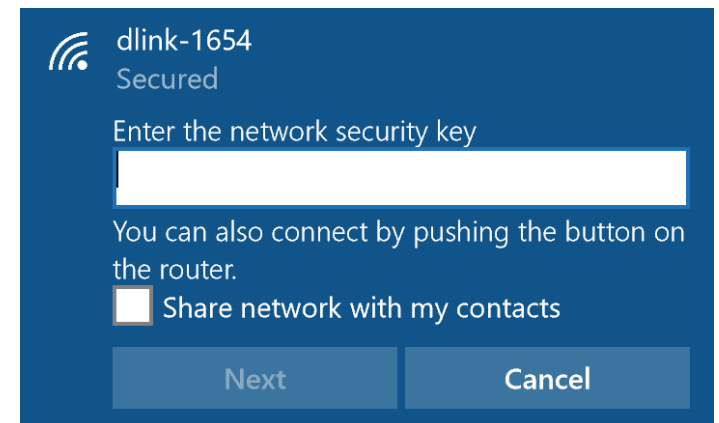 dlink-1654
Secured
Enter the network security key
You can also connect by pushing the button on
the router.
Share network with my contacts
Next
Cancel